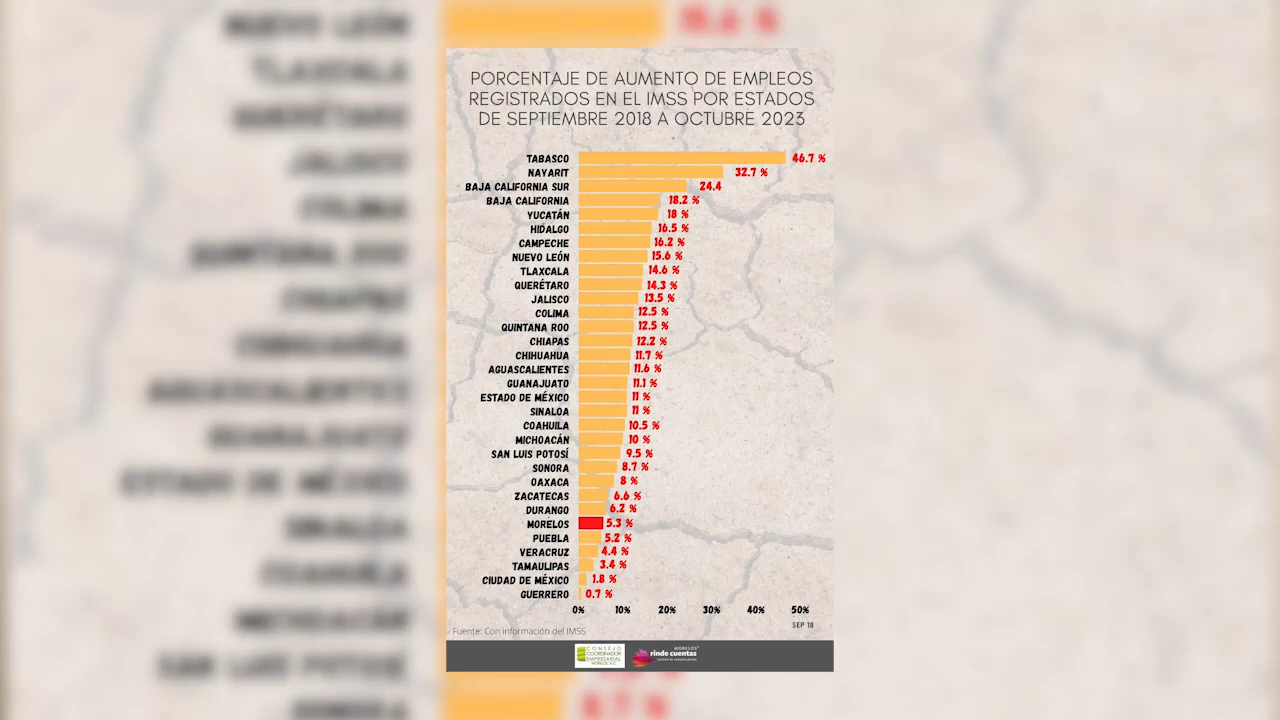 PORCENTAJE DE AUMENTO DE EMPLEOS
REGISTRADOS EN EL IMSS POR ESTADOS
DE SEPTIEMBRE 2018 A OCTUBRE 2023
TABASCO 46.7 %
NAYARIT 32.7 %
BAJA CALIFORNIA SUR 24.4
BAJA CALIFORNIA 18.2 %
YUCATÁN 18 %
HIDALGO 16.5 %
CAMPECHE 16.2 %
NUEVO LEÓN 15.6 %
TLAXCALA 14.6 %
QUERÉTARO 14.3 %
JALISCO 13.5 %
COLIMA 12.5 %
QUINTANA ROO 12.5 %
CHIAPAS 12.2 %
CHIHUAHUA 11.7 %
AGUASCALIENTES 11.6 %
GUANAJUATO 11.1 %
ESTADO DE MÉXICO 11 %
SINALOA 11 %
COAHUILA 10.5 %
MICHOACÁN 10 %
SAN LUIS POTOSÍ 9.5 %
SONORA 8.7 %
OAXACA 8 %
ZACATECAS 6.6 %
DURANGO 6.2 %
MORELOS 5.3 %
PUEBLA 5.2 %
VERACRUZ 4.4 %
TAMAULIPAS 3.4 %
CIUDAD DE MÉXICO 1.8 %
GUERRERO 0.7 %
0% 10% 20% 30% 40% 50%
SEP 18
Fuente: Con información del IMSS
CONSEJO
COORDINADOR
EMPRESARIAL
MORELOS
rinde cuentas